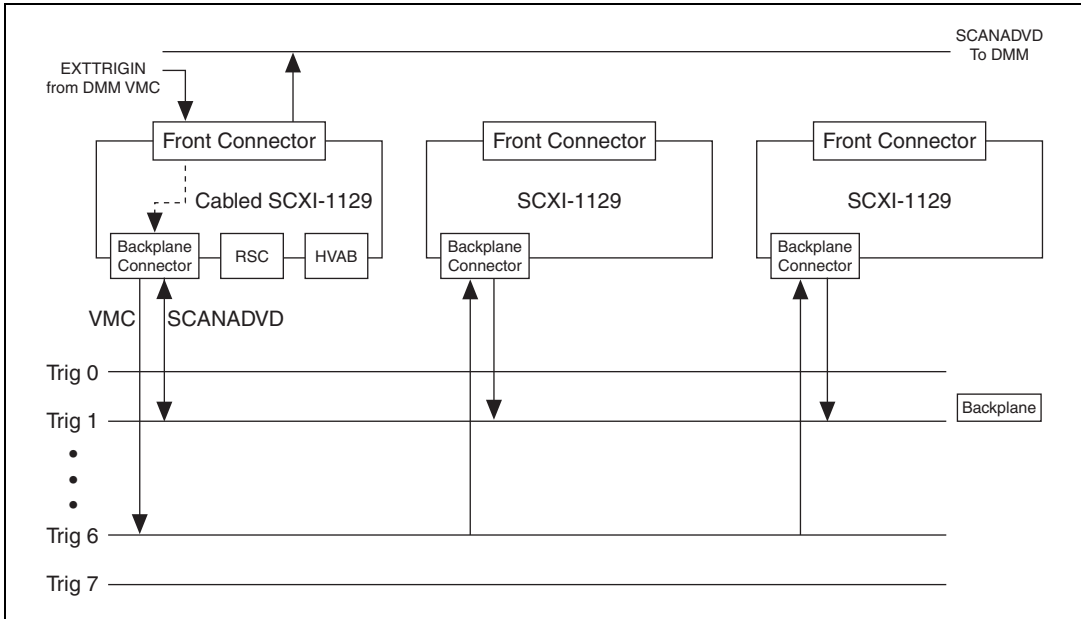 SCANADVD
To DMM
EXTTRIGIN
from DMM VMC
Front Connector
Front Connector
Front Connector
Cabled SCXI-1129
SCXI-1129
SCXI-1129
Backplane
Connector
RSC
HVAB
Backplane
Connector
Backplane
Connector
VMC
SCANADVD
Trig 0
Trig 1
Backplane
Trig 6
Trig 7